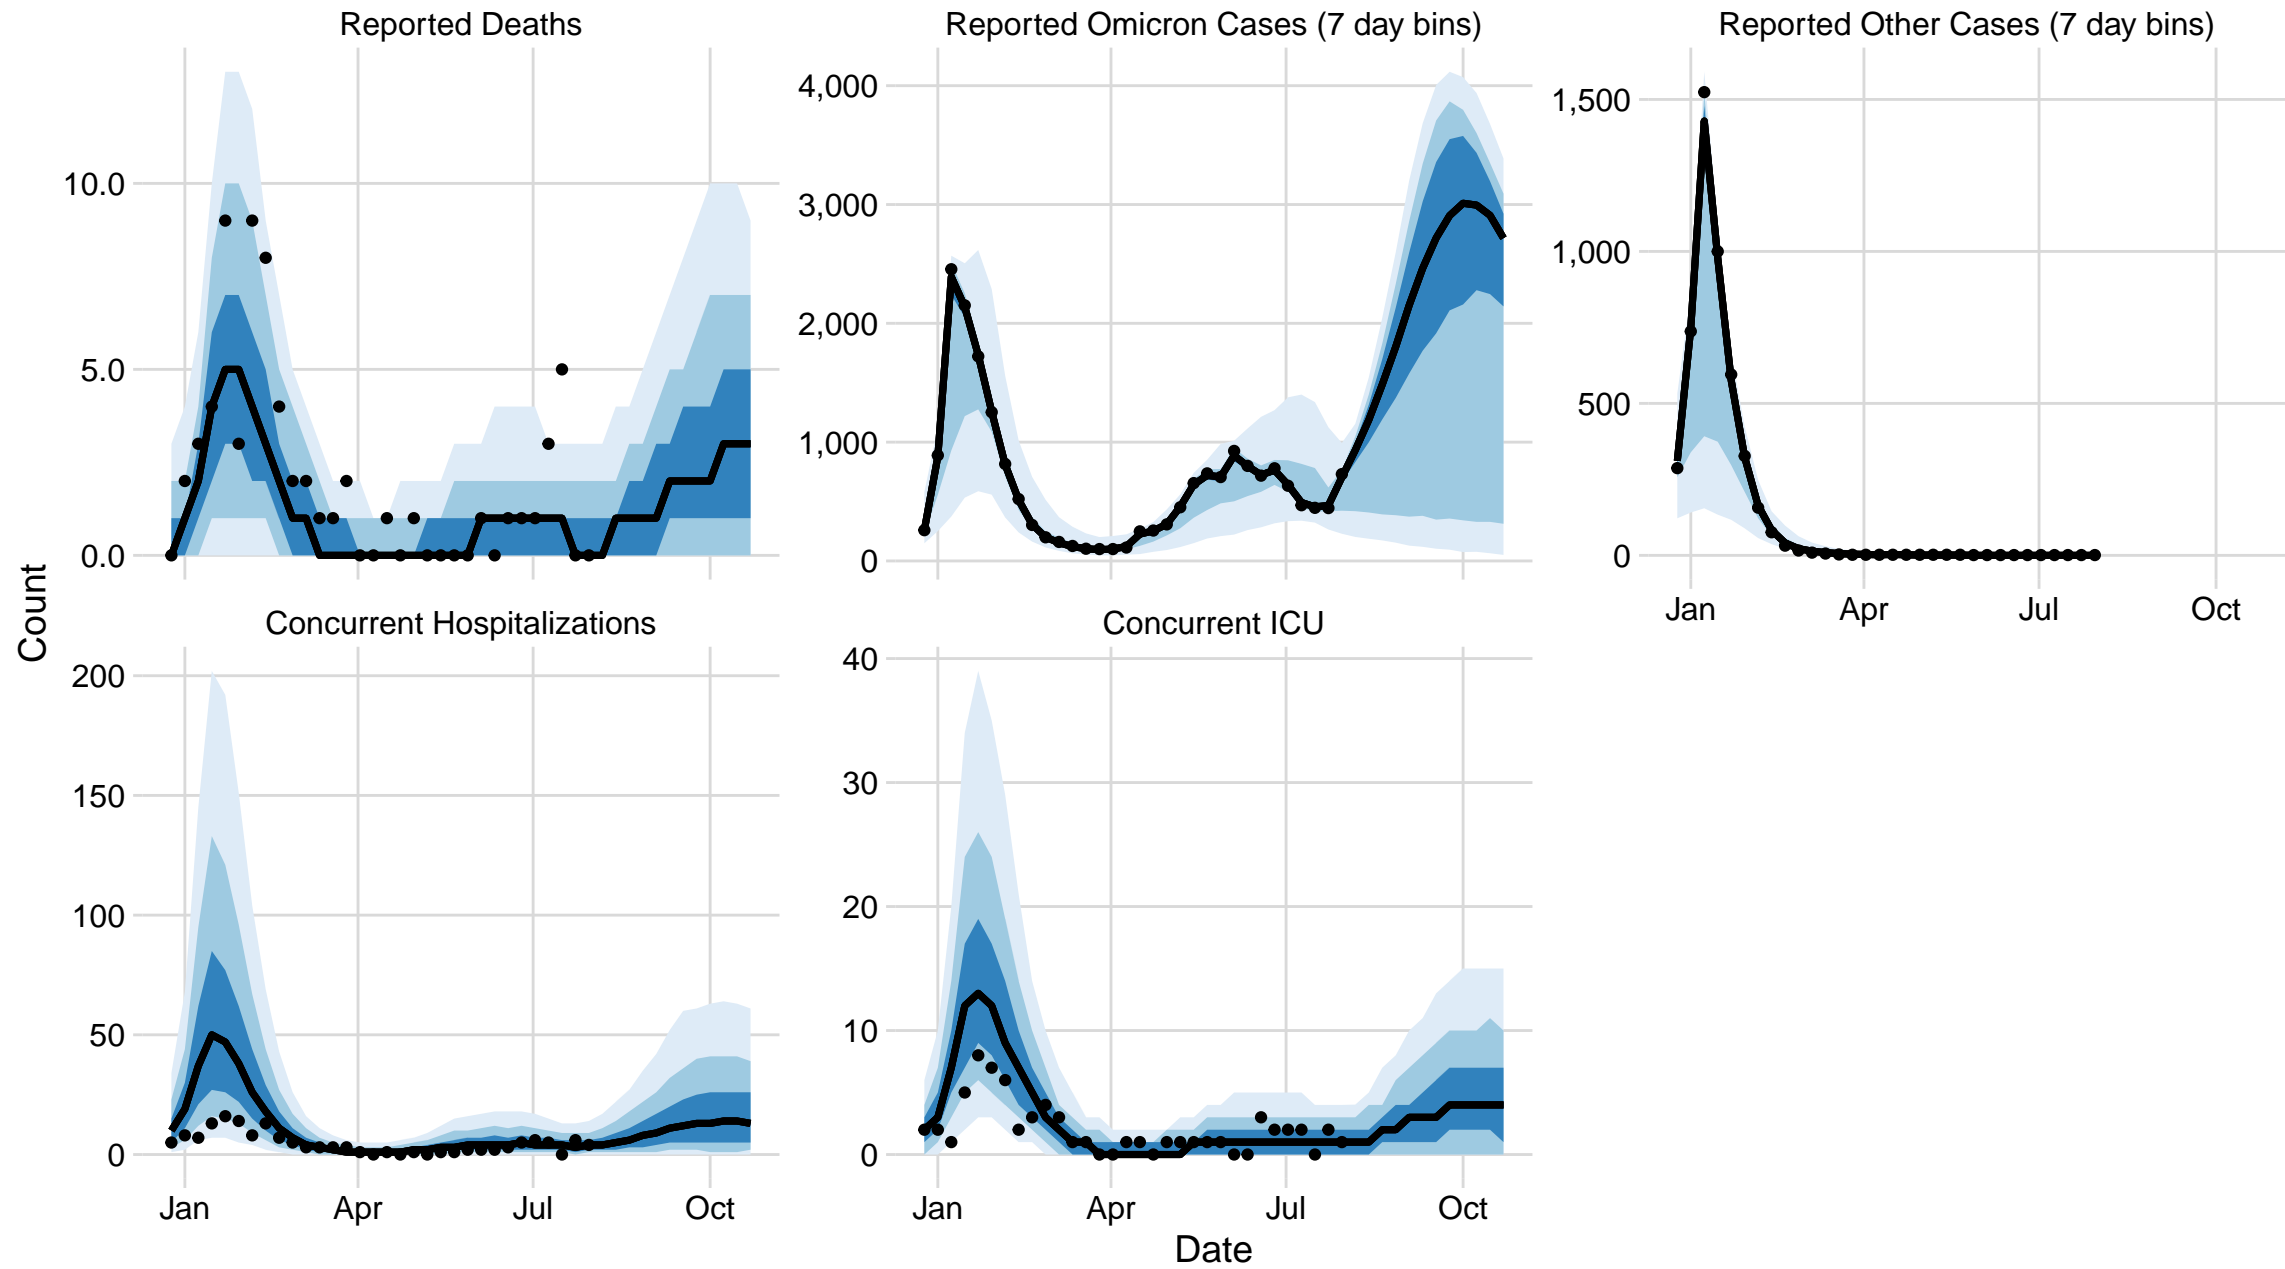 Reported Deaths
Reported Omicron Cases (7 day bins)
Reported Other Cases (7 day bins)
10.0
5.0
0.0
4,000
3,000
2,000
1,000
0
1,500
1,000
500
0
Jan Apr Jul Oct
Count
Concurrent Hospitalizations
Concurrent ICU
200
150
100
50
0
40
30
20
10
0
Jan Apr Jul Oct
Jan Apr Jul Oct
Date